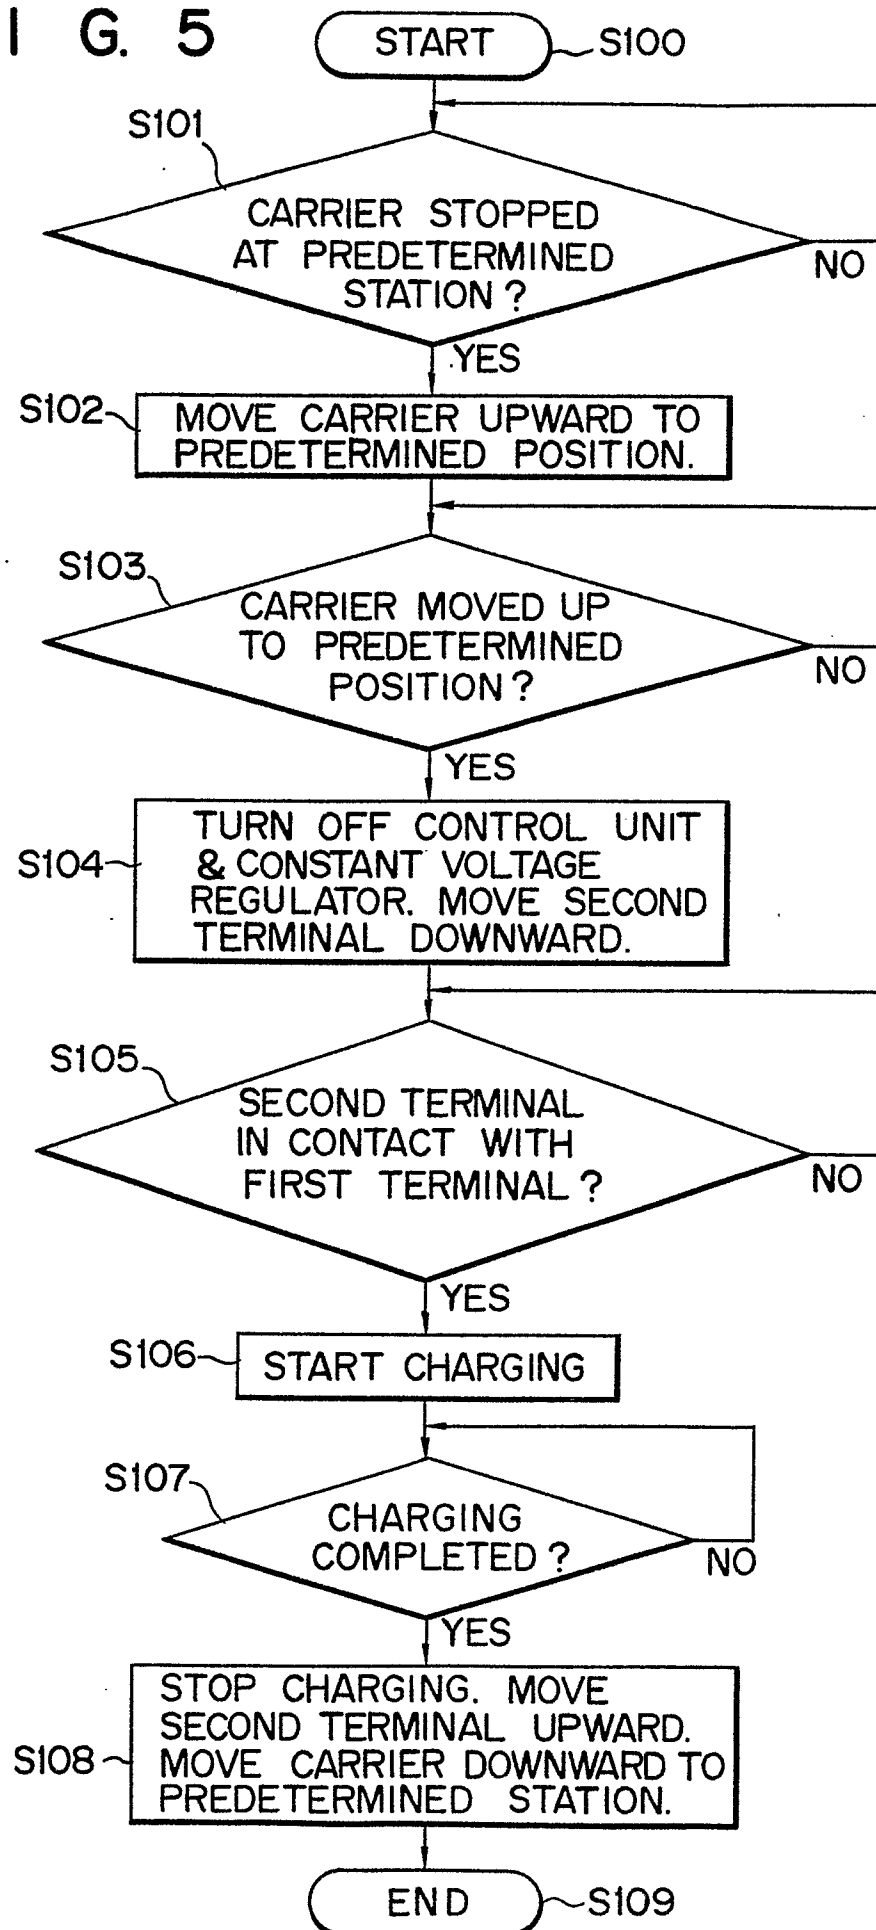 I G. 5
START S100
S101
CARRIER STOPPED
AT PREDETERMINED
STATION?
NO
YES
S102
MOVE CARRIER UPWARD TO
PREDETERMINED POSITION.
S103
CARRIER MOVED UP
TO PREDETERMINED
POSITION?
NO
YES
S104
TURN OFF CONTROL UNIT
& CONSTANT VOLTAGE
REGULATOR. MOVE SECOND
TERMINAL DOWNWARD.
S105
SECOND TERMINAL
IN CONTACT WITH
FIRST TERMINAL?
NO
YES
S106
START CHARGING
S107
CHARGING
COMPLETED?
NO
YES
S108
STOP CHARGING. MOVE
SECOND TERMINAL UPWARD.
MOVE CARRIER DOWNWARD TO
PREDETERMINED STATION.
END S109